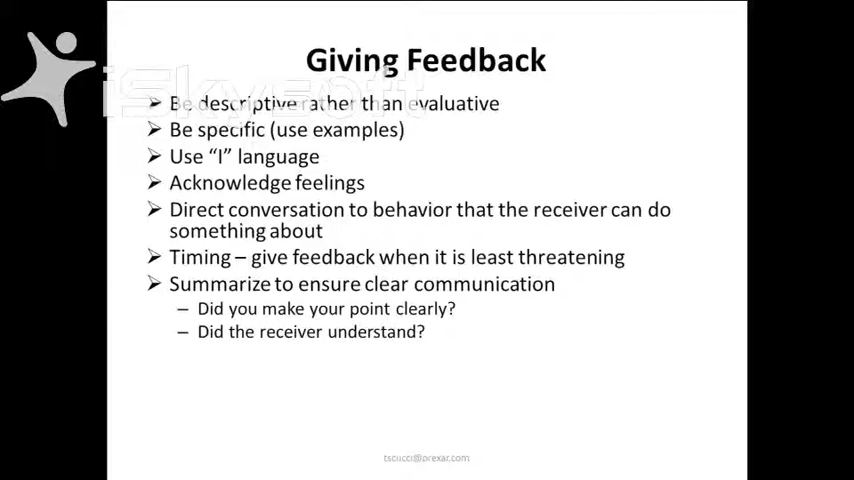 Giving Feedback
iSkysoft
➢ Be descriptive rather than evaluative
➢ Be specific (use examples)
➢ Use “I” language
➢ Acknowledge feelings
➢ Direct conversation to behavior that the receiver can do
something about
➢ Timing – give feedback when it is least threatening
➢ Summarize to ensure clear communication
– Did you make your point clearly?
– Did the receiver understand?
tscucci@prexar.com